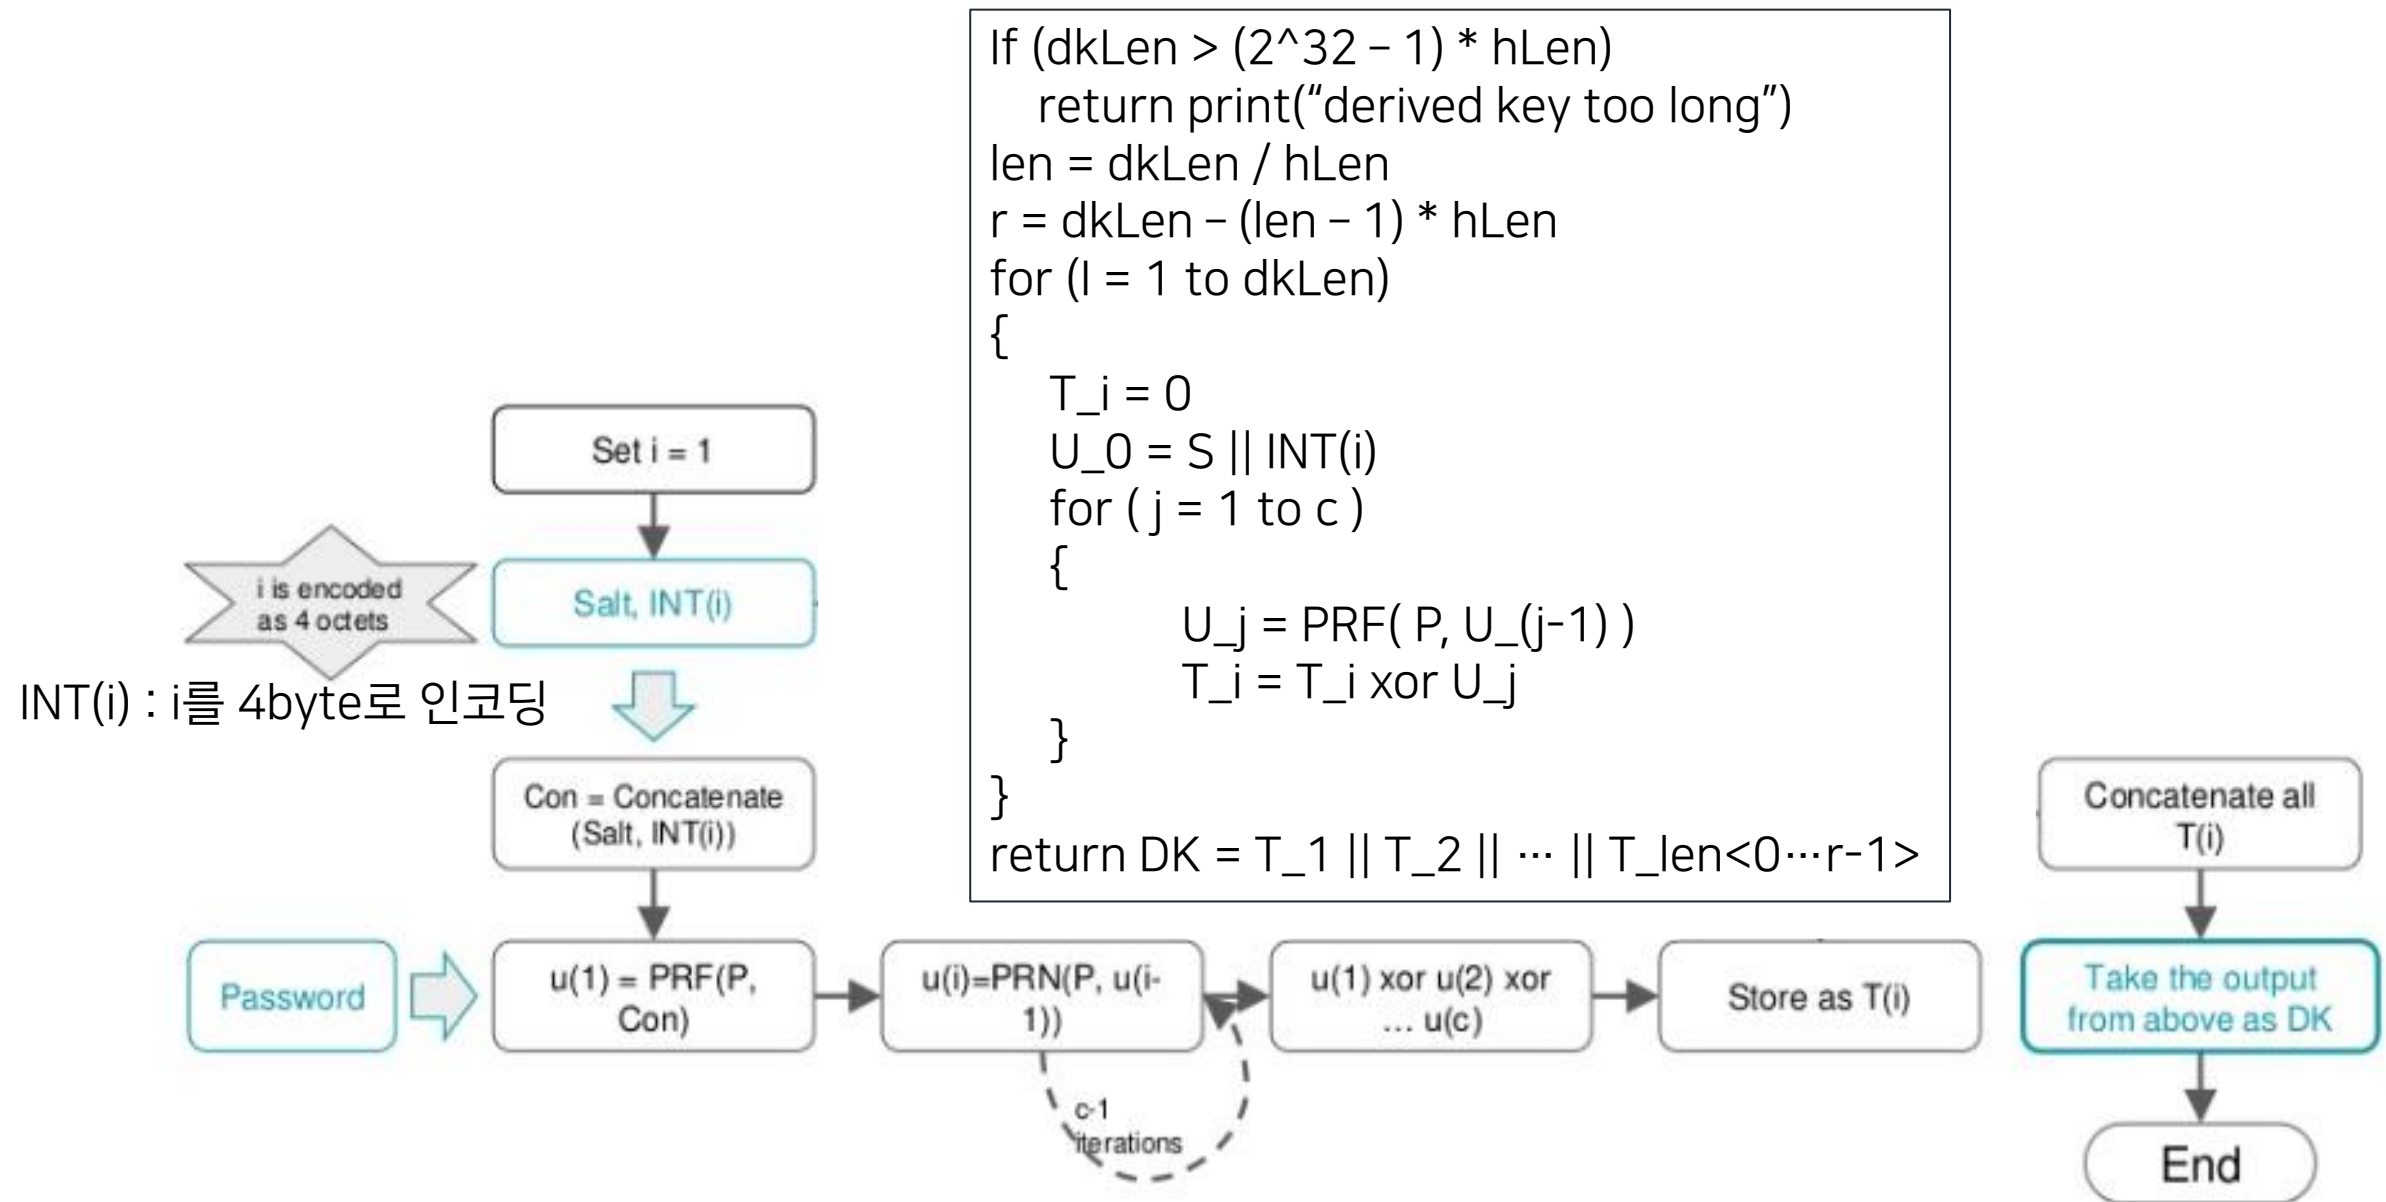 If (dkLen > (2^32 – 1) * hLen)
return print(“derived key too long”)
len = dkLen / hLen
r = dkLen – (len – 1) * hLen
for (I = 1 to dkLen)
{
T_i = 0
U_0 = S || INT(i)
for ( j = 1 to c )
{
U_j = PRF( P, U_(j-1) )
T_i = T_i xor U_j
}
}
return DK = T_1 || T_2 || ⋯ || T_len<0⋯r-1>
Set i = 1
i is encoded
as 4 octets
Salt, INT(i)
INT(i) : i를 4byte로 인코딩
Con = Concatenate
(Salt, INT(i))
Password
u(1) = PRF(P,
Con)
u(i)=PRN(P, u(i-
1))
c-1
iterations
u(1) xor u(2) xor
... u(c)
Store as T(i)
Concatenate all
T(i)
Take the output
from above as DK
End